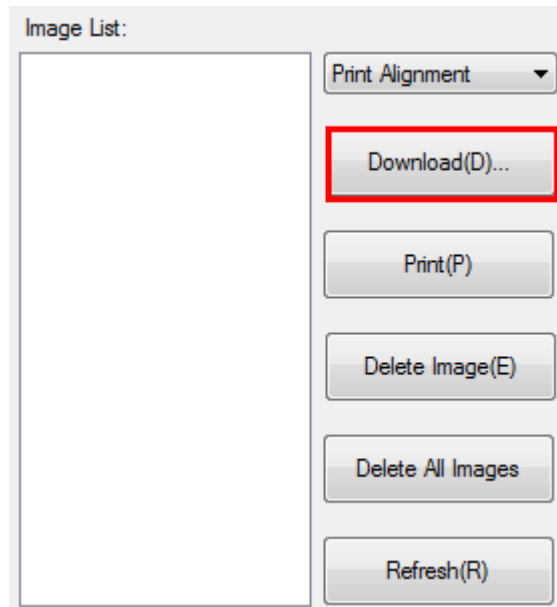 Image List:
Print Alignment
Download(D)...
Print(P)
Delete Image(E)
Delete All Images
Refresh(R)